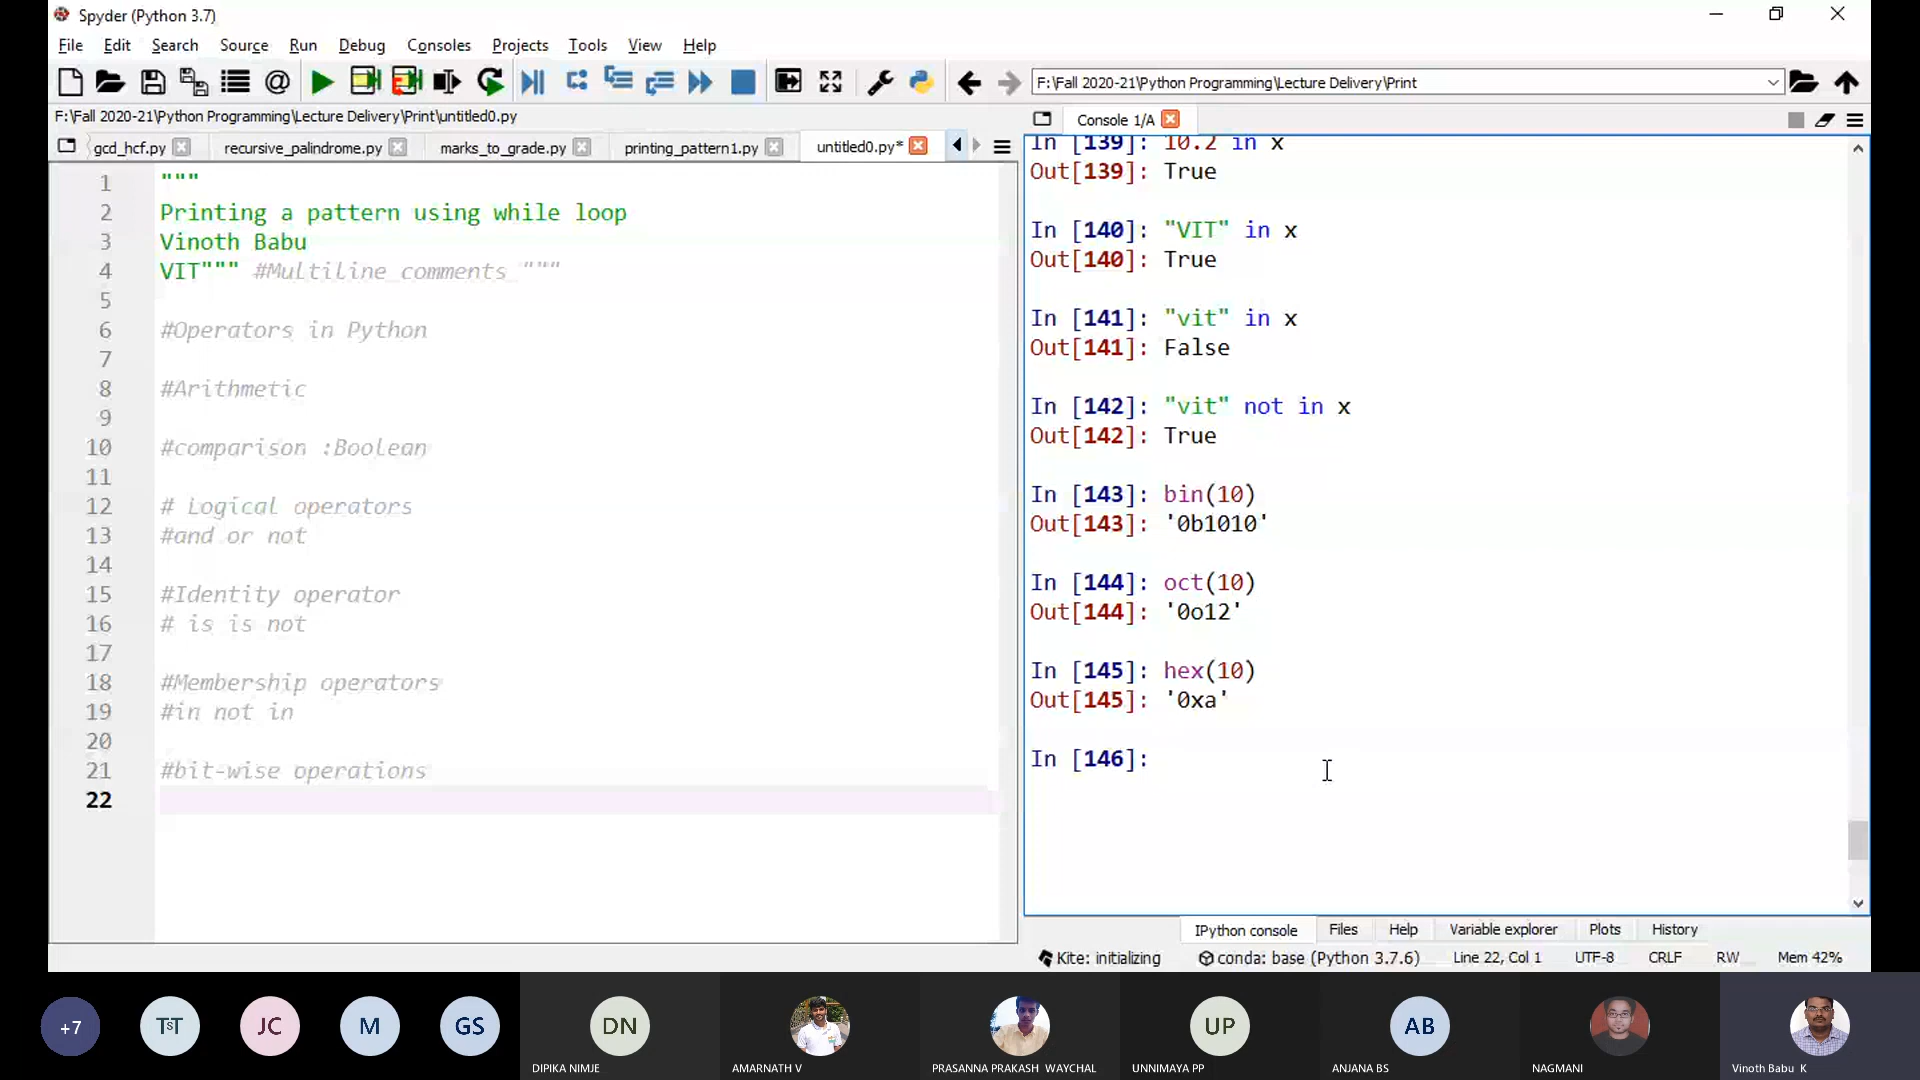 Spyder (Python 3.7)
File Edit Search Source Run Debug Consoles Projects Tools View Help
F:\Fall 2020-21\Python Programming\Lecture Delivery\Print
F:\Fall 2020-21\Python Programming\Lecture Delivery\Print\untitled0.py
gcd_hcf.py recursive_palindrome.py marks_to_grade.py printing_pattern1.py untitled0.py*
1 """
2 Printing a pattern using while loop
3 Vinoth Babu
4 VIT""" #Multiline comments """
5
6 #Operators in Python
7
8 #Arithmetic
9
10 #comparison :Boolean
11
12 # Logical operators
13 #and or not
14
15 #Identity operator
16 # is is not
17
18 #Membership operators
19 #in not in
20
21 #bit-wise operations
22
Console 1/A
In [139]: 10.2 in x
Out[139]: True
In [140]: "VIT" in x
Out[140]: True
In [141]: "vit" in x
Out[141]: False
In [142]: "vit" not in x
Out[142]: True
In [143]: bin(10)
Out[143]: '0b1010'
In [144]: oct(10)
Out[144]: '0o12'
In [145]: hex(10)
Out[145]: '0xa'
In [146]:
IPython console Files Help Variable explorer Plots History
Kite: initializing conda: base (Python 3.7.6) Line 22, Col 1 UTF-8 CRLF RW Mem 42%
+7 TsT JC M GS DN UP AB
DIPIKA NIMJE AMARNATH V PRASANNA PRAKASH WAYCHAL UNNIMAYA PP ANJANA BS NAGMANI Vinoth Babu K